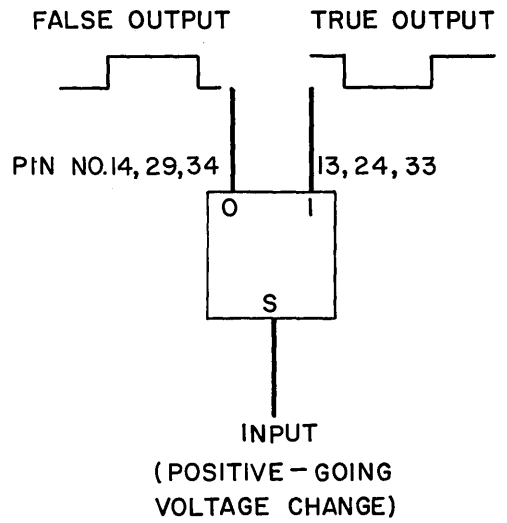 FALSE OUTPUT TRUE OUTPUT
PIN NO.14, 29, 34 13, 24, 33
0 1
S
INPUT
(POSITIVE-GOING
VOLTAGE CHANGE)